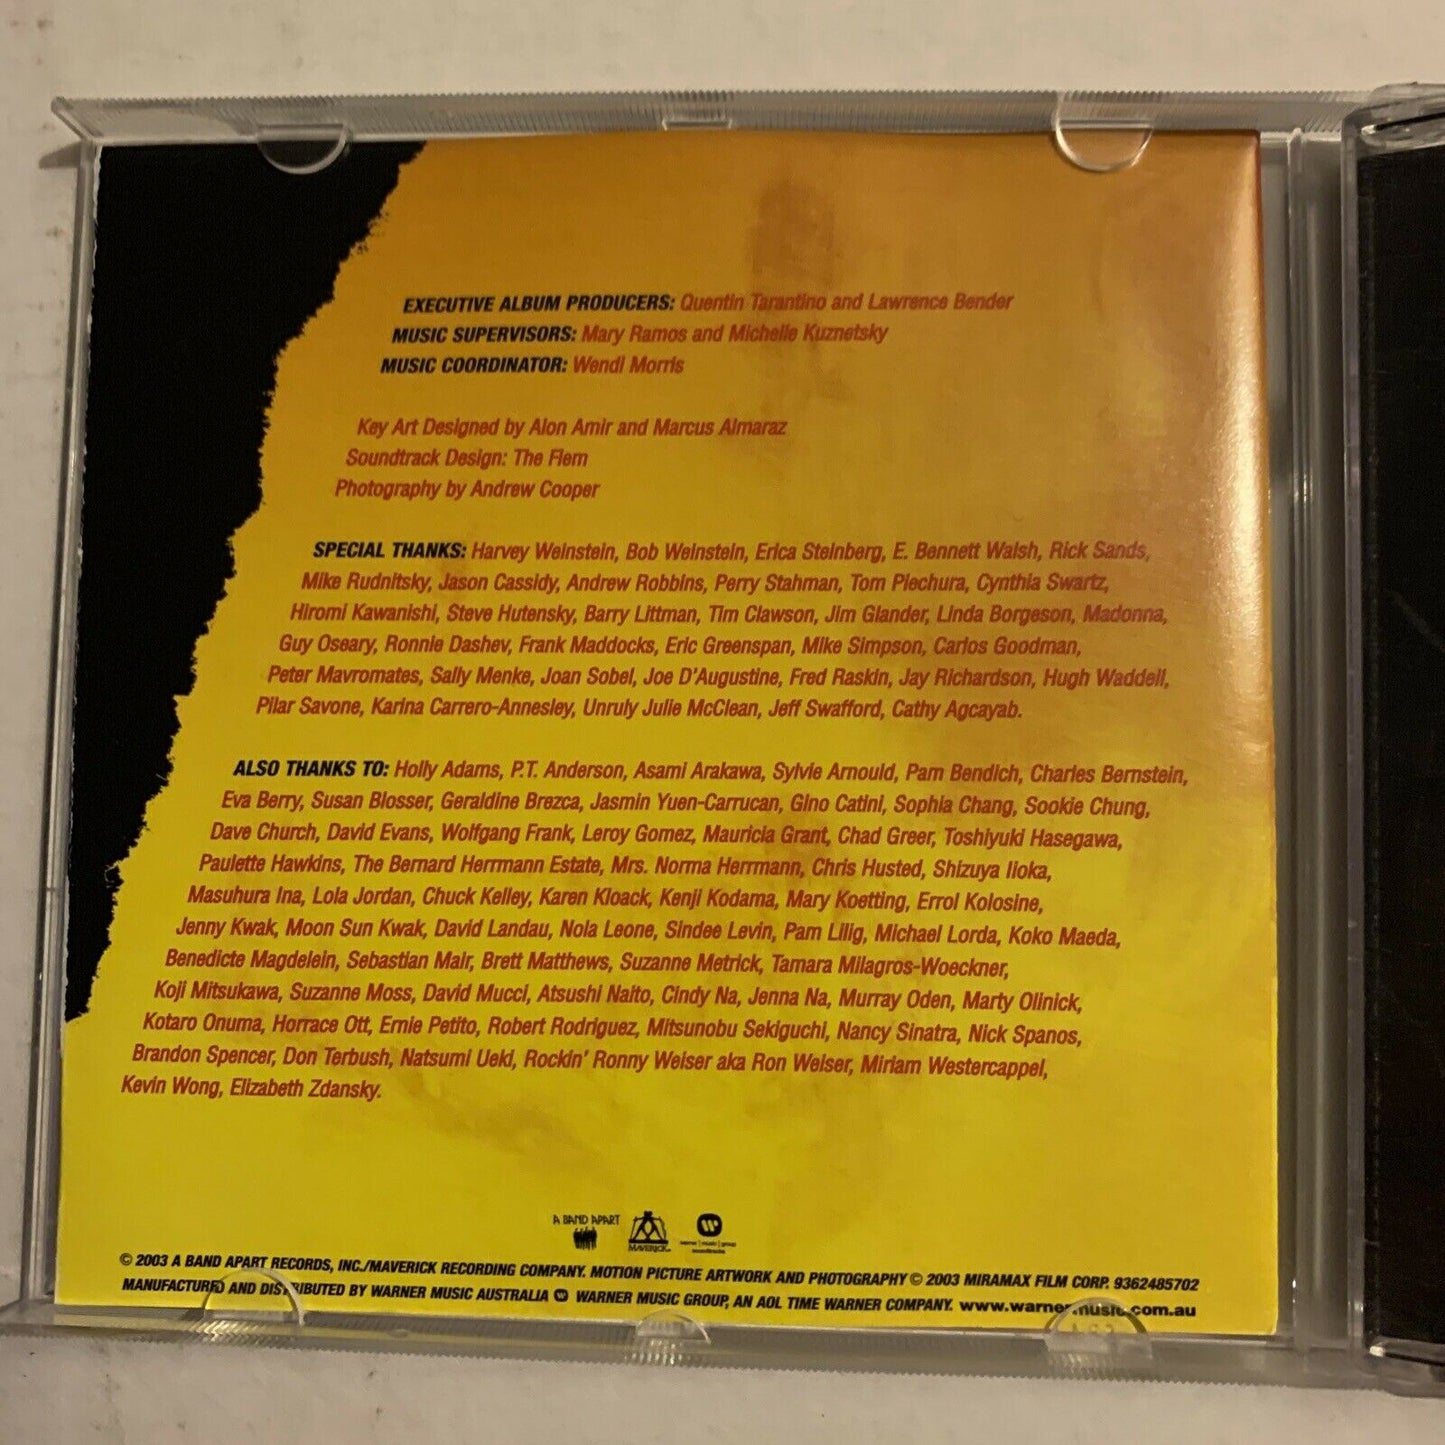 EXECUTIVE ALBUM PRODUCERS: Quentin Tarantino and Lawrence Bender
MUSIC SUPERVISORS: Mary Ramos and Michelle Kuznetsky
MUSIC COORDINATOR: Wendi Morris
Key Art Designed by Alon Amir and Marcus Almaraz
Soundtrack Design: The Flem
Photography by Andrew Cooper
SPECIAL THANKS: Harvey Weinstein, Bob Weinstein, Erica Steinberg, E. Bennett Walsh, Rick Sands,
Mike Rudnitsky, Jason Cassidy, Andrew Robbins, Perry Stahman, Tom Piechura, Cynthia Swartz,
Hiromi Kawanishi, Steve Hutensky, Barry Littman, Tim Clawson, Jim Glander, Linda Borgeson, Madonna,
Guy Oseary, Ronnie Dashev, Frank Maddocks, Eric Greenspan, Mike Simpson, Carlos Goodman,
Peter Mavromates, Sally Menke, Joan Sobel, Joe D'Augustine, Fred Raskin, Jay Richardson, Hugh Waddell,
Pilar Savone, Karina Carrero-Annesley, Unruly Julie McClean, Jeff Swafford, Cathy Agcayab.
ALSO THANKS TO: Holly Adams, P.T. Anderson, Asami Arakawa, Sylvie Arnould, Pam Bendich, Charles Bernstein,
Eva Berry, Susan Blosser, Geraldine Brezca, Jasmin Yuen-Carrucan, Gino Catini, Sophia Chang, Sookie Chung,
Dave Church, David Evans, Wolfgang Frank, Leroy Gomez, Mauricia Grant, Chad Greer, Toshiyuki Hasegawa,
Paulette Hawkins, The Bernard Herrmann Estate, Mrs. Norma Herrmann, Chris Husted, Shizuya Iioka,
Masuhura Ina, Lola Jordan, Chuck Kelley, Karen Kloack, Kenji Kodama, Mary Koetting, Errol Kolosine,
Jenny Kwak, Moon Sun Kwak, David Landau, Nola Leone, Sindee Levin, Pam Lilig, Michael Lorda, Koko Maeda,
Benedicte Magdelein, Sebastian Mair, Brett Matthews, Suzanne Metrick, Tamara Milagros-Woeckner,
Koji Mitsukawa, Suzanne Moss, David Mucci, Atsushi Naito, Cindy Na, Jenna Na, Murray Oden, Marty Olinick,
Kotaro Onuma, Horrace Ott, Ernie Petito, Robert Rodriguez, Mitsunobu Sekiguchi, Nancy Sinatra, Nick Spanos,
Brandon Spencer, Don Terbush, Natsumi Ueki, Rockin' Ronny Weiser aka Ron Weiser, Miriam Westercappel,
Kevin Wong, Elizabeth Zdansky.
A BAND APART
MAVERICK
warner | music | group
soundtracks
© 2003 A BAND APART RECORDS, INC./MAVERICK RECORDING COMPANY. MOTION PICTURE ARTWORK AND PHOTOGRAPHY © 2003 MIRAMAX FILM CORP. 9362485702
MANUFACTURED AND DISTRIBUTED BY WARNER MUSIC AUSTRALIA WARNER MUSIC GROUP, AN AOL TIME WARNER COMPANY. www.warnermusic.com.au